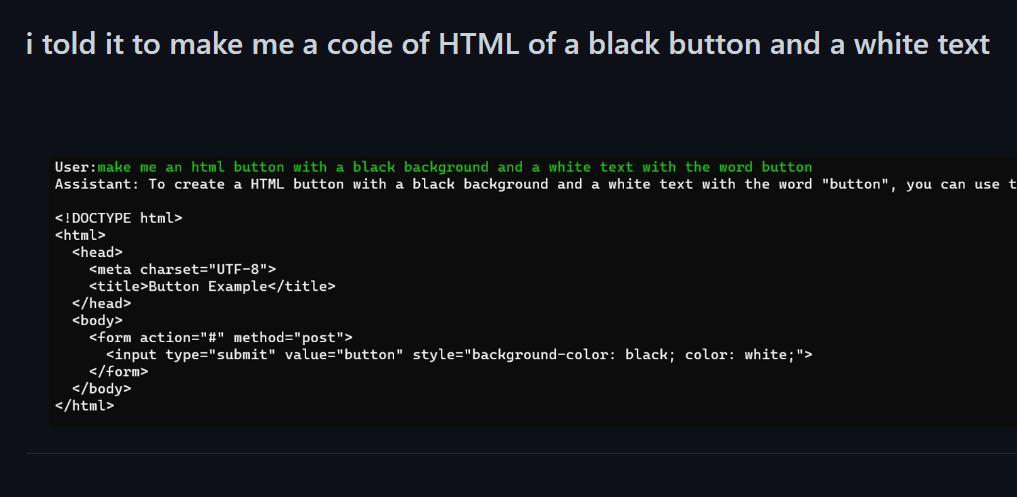 i told it to make me a code of HTML of a black button and a white text
User:make me an html button with a black background and a white text with the word button
Assistant: To create a HTML button with a black background and a white text with the word "button", you can use t
<!DOCTYPE html>
<html>
  <head>
    <meta charset="UTF-8">
    <title>Button Example</title>
  </head>
  <body>
    <form action="#" method="post">
      <input type="submit" value="button" style="background-color: black; color: white;">
    </form>
  </body>
</html>